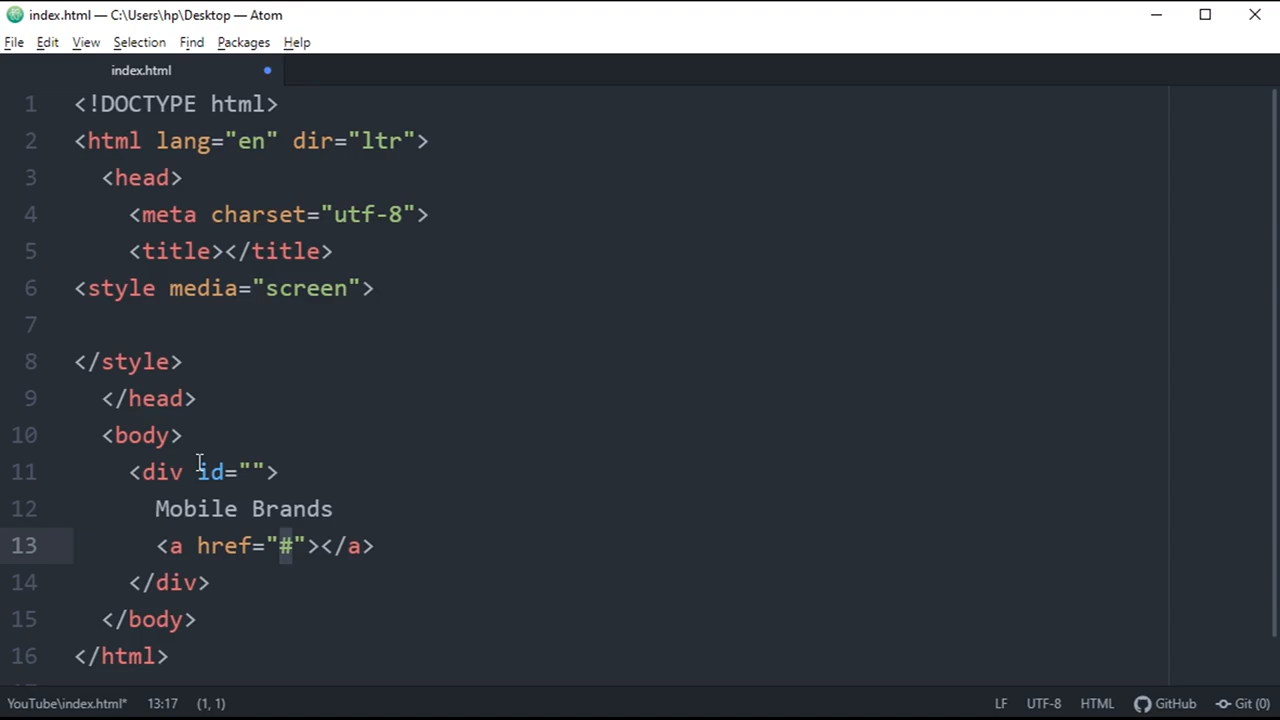 index.html — C:\Users\hp\Desktop — Atom
File Edit View Selection Find Packages Help
index.html
1 <!DOCTYPE html>
2 <html lang="en" dir="ltr">
3 <head>
4 <meta charset="utf-8">
5 <title></title>
6 <style media="screen">
7
8 </style>
9 </head>
10 <body>
11 <div id="">
12 Mobile Brands
13 <a href="#"></a>
14 </div>
15 </body>
16 </html>
YouTube\index.html* 13:17 (1, 1) LF UTF-8 HTML GitHub Git (0)